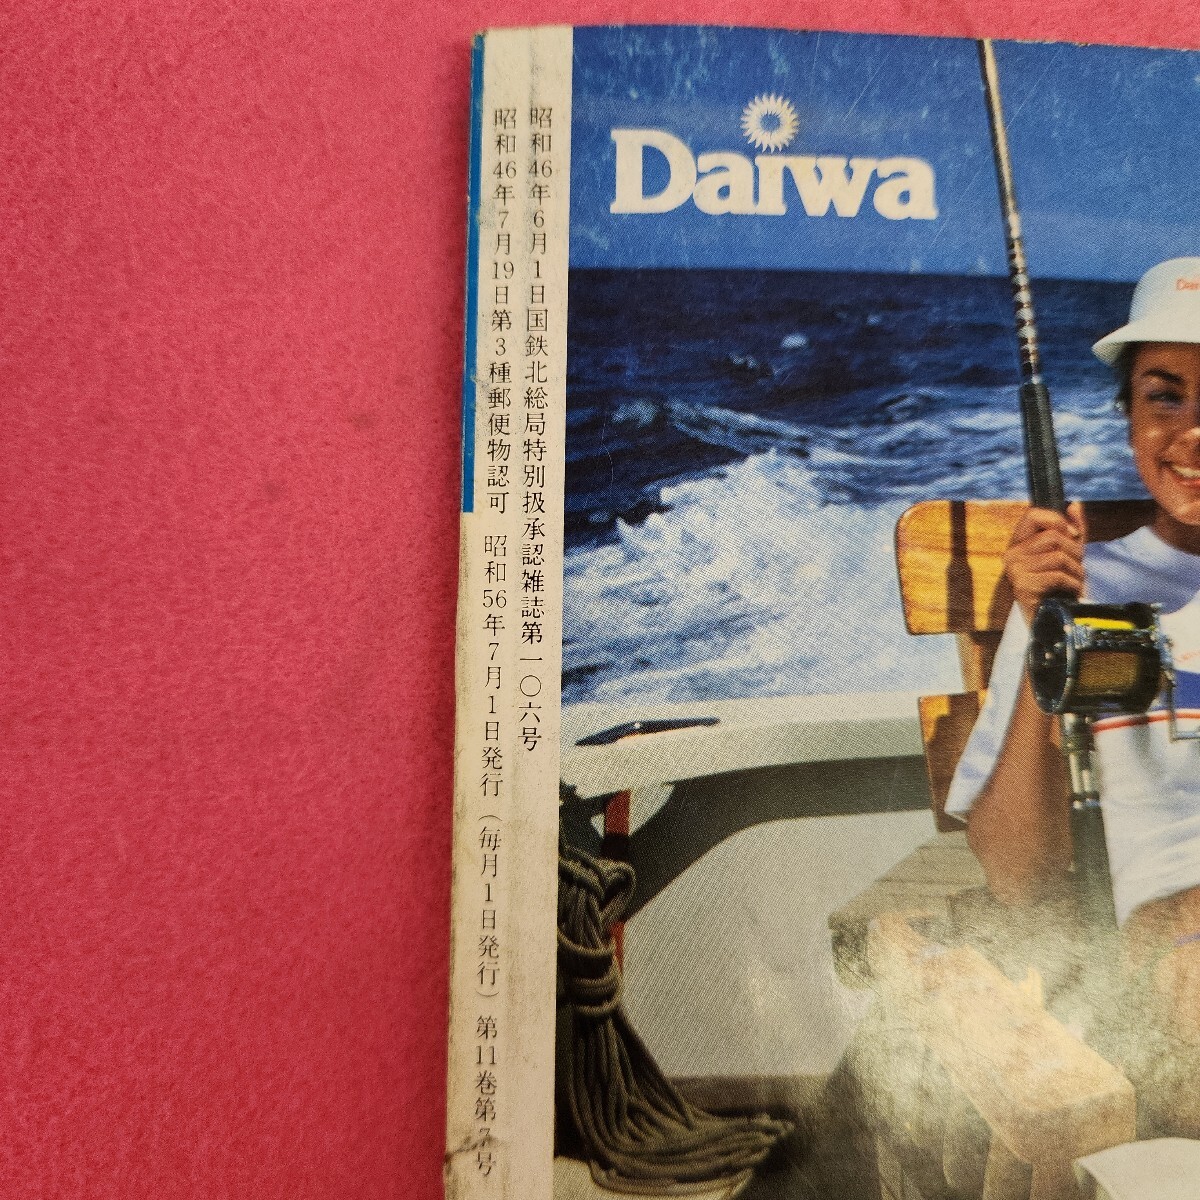 昭和46年6月1日国鉄北総局特別扱承認雑誌第一〇六号
昭和46年7月19日第3種郵便物認可 昭和56年7月1日発行（毎月1日発行）第11巻第7号
Daiwa